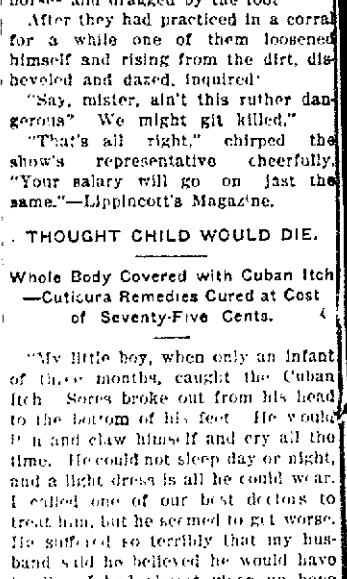 horse and dragged by the foot
After they had practiced in a corral
for a while one of them loosened
himself and rising from the dirt, dis-
heveled and dazed, inquired:
"Say, mister, ain't this ruther dan-
gerous? We might git killed,"
"That's all right," chirped the
show's representative cheerfully.
"Your salary will go on jast the
same."—Lippincott's Magazine.
THOUGHT CHILD WOULD DIE.
Whole Body Covered with Cuban Itch
—Cuticura Remedies Cured at Cost
of Seventy-Five Cents.
"My little boy, when only an infant
of three months, caught the Cuban
Itch. Sores broke out from his head
to the bottom of his feet. He would
itch and claw himself and cry all the
time. He could not sleep day or night,
and a light dress is all he could wear.
I called one of our best doctors to
treat him, but he seemed to get worse.
He suffered so terribly that my hus-
band said he believed he would have